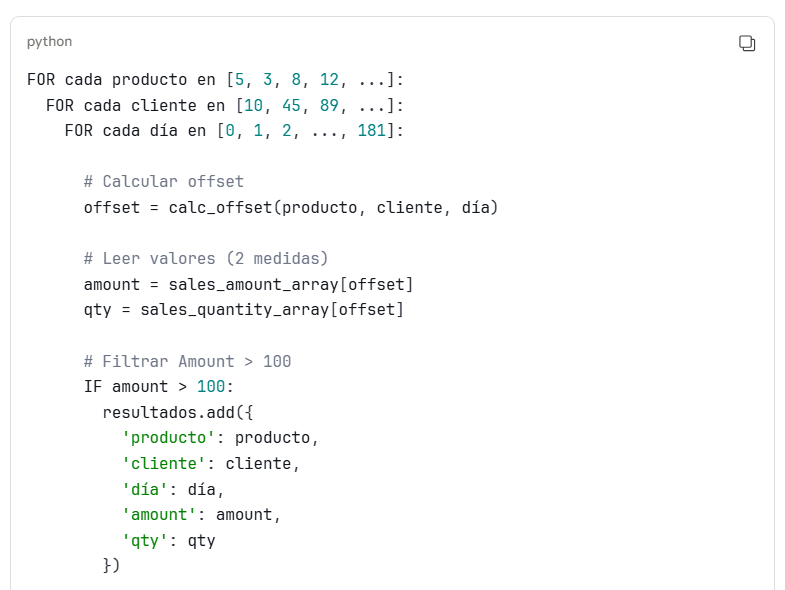 python
FOR cada producto en [5, 3, 8, 12, ...]:
FOR cada cliente en [10, 45, 89, ...]:
FOR cada día en [0, 1, 2, ..., 181]:
# Calcular offset
offset = calc_offset(producto, cliente, día)
# Leer valores (2 medidas)
amount = sales_amount_array[offset]
qty = sales_quantity_array[offset]
# Filtrar Amount > 100
IF amount > 100:
resultados.add({
'producto': producto,
'cliente': cliente,
'día': día,
'amount': amount,
'qty': qty
})